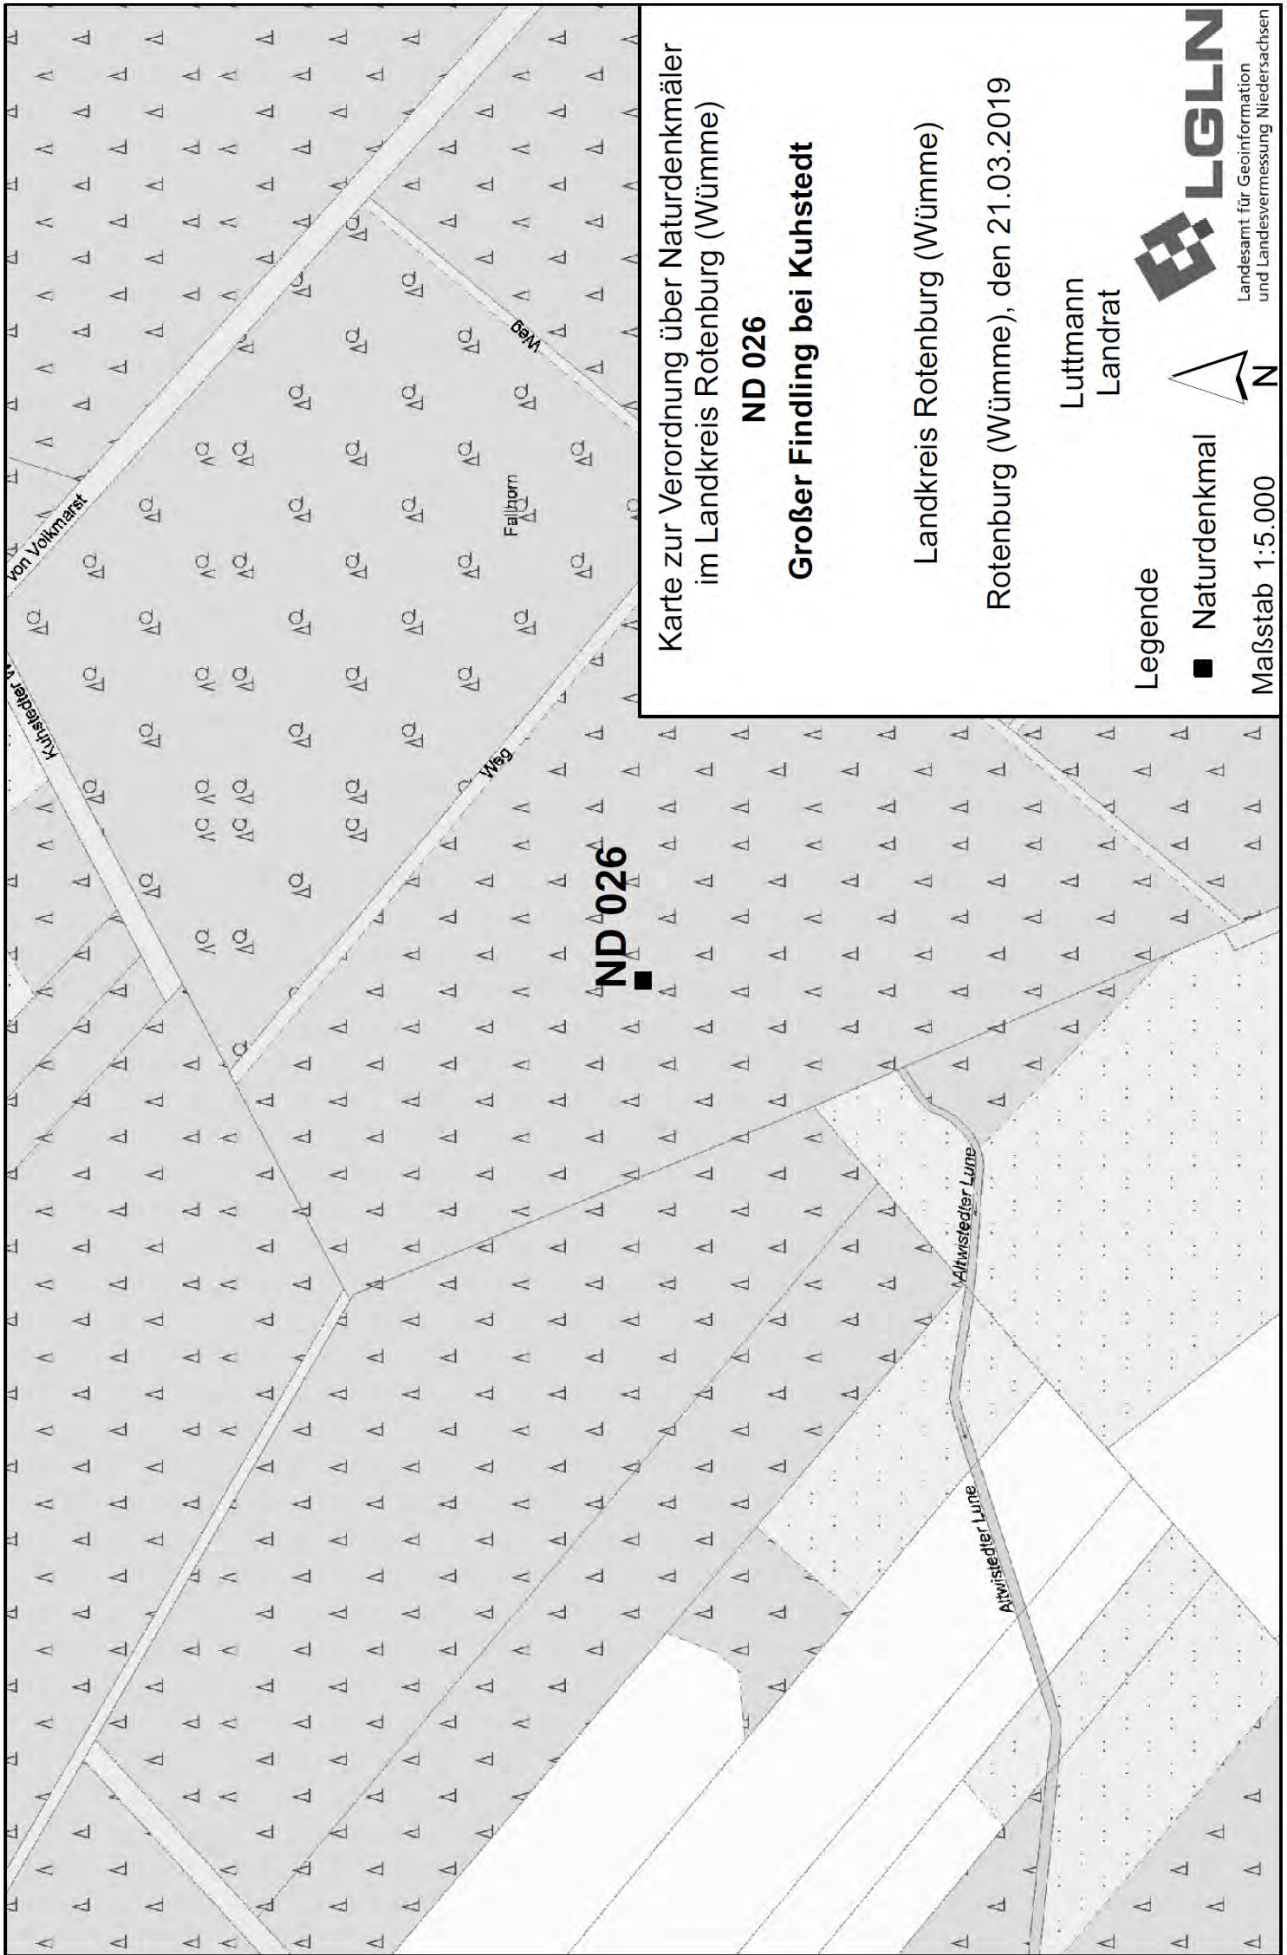 von Volkmarst
Kuhstedter W
Weg
Weg
Fallhorn
ND 026
Altwistedter Lune
Altwistedter Lune
Karte zur Verordnung über Naturdenkmäler
im Landkreis Rotenburg (Wümme)
ND 026
Großer Findling bei Kuhstedt
Landkreis Rotenburg (Wümme)
Rotenburg (Wümme), den 21.03.2019
Luttmann
Landrat
Legende
Naturdenkmal
Maßstab 1:5.000
N
LGLN
Landesamt für Geoinformation
und Landesvermessung Niedersachsen